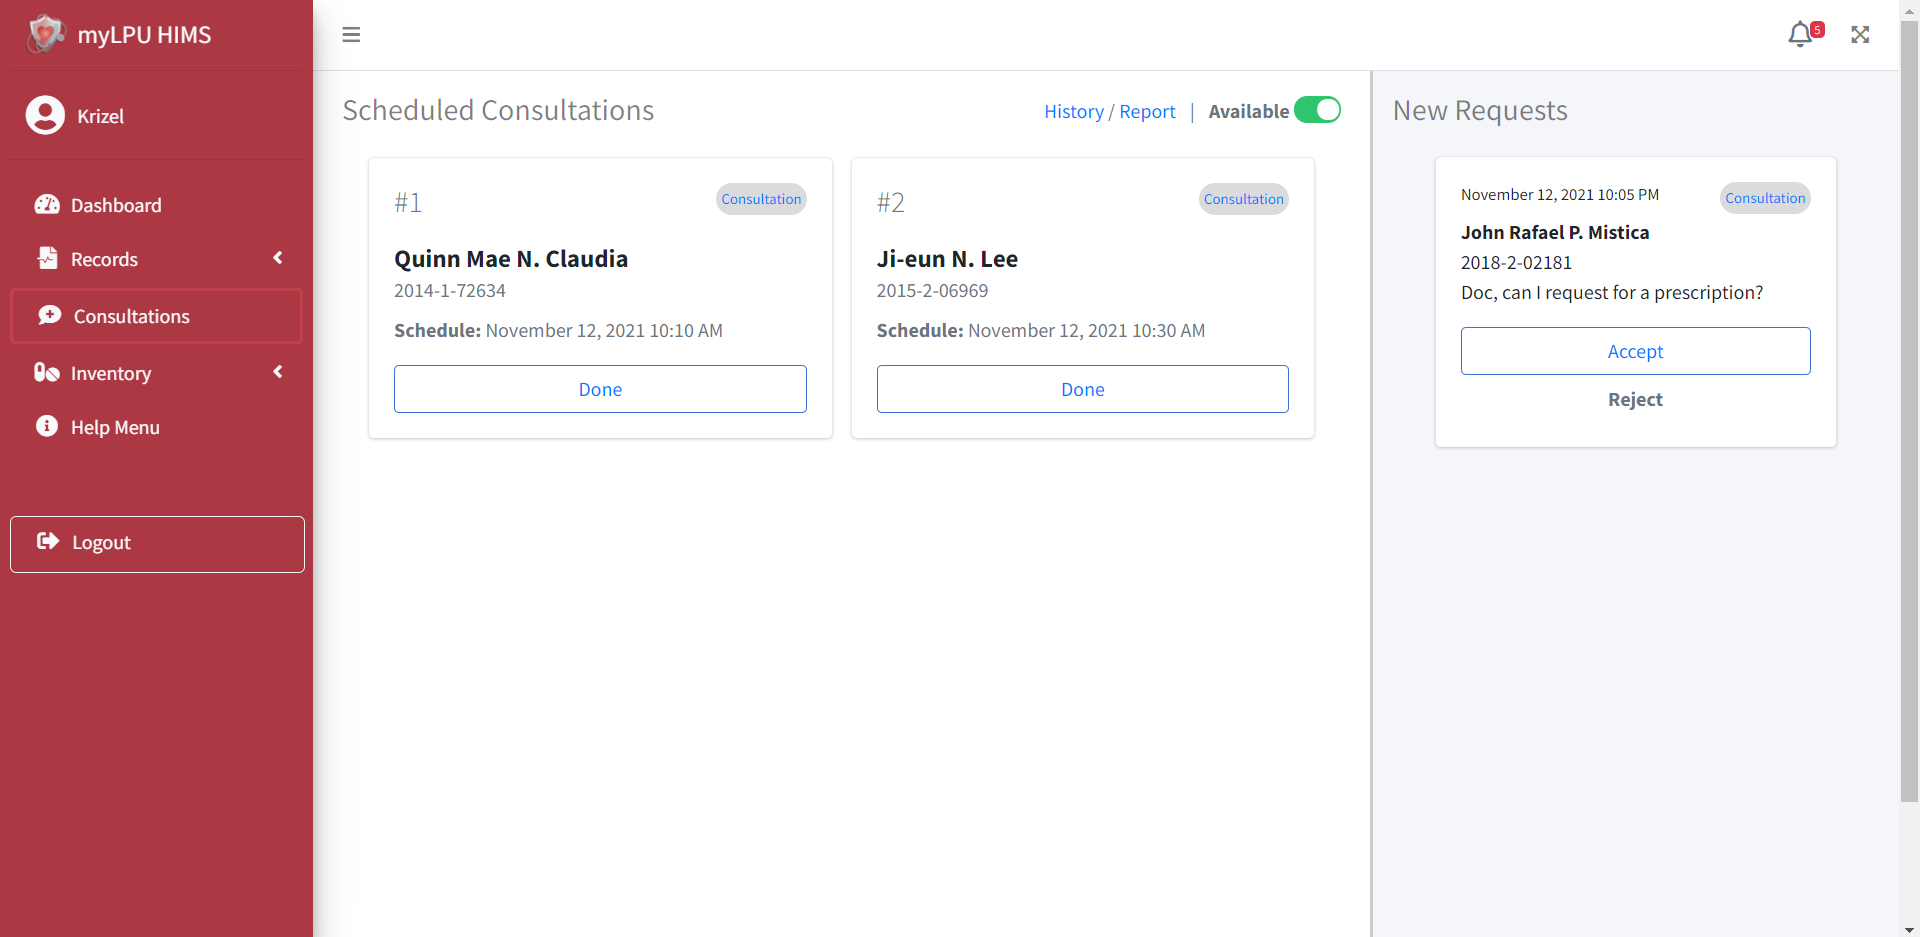 myLPU HIMS
5
Krizel
Dashboard
Records
Consultations
Inventory
Help Menu
Logout
Scheduled Consultations
History / Report | Available
#1
Consultation
Quinn Mae N. Claudia
2014-1-72634
Schedule: November 12, 2021 10:10 AM
Done
#2
Consultation
Ji-eun N. Lee
2015-2-06969
Schedule: November 12, 2021 10:30 AM
Done
New Requests
November 12, 2021 10:05 PM
Consultation
John Rafael P. Mistica
2018-2-02181
Doc, can I request for a prescription?
Accept
Reject